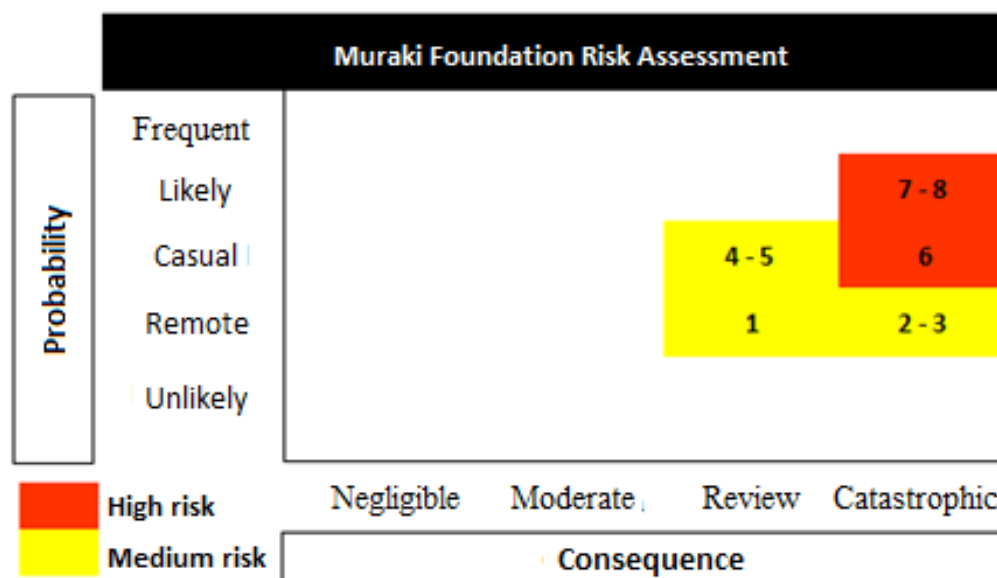 Muraki Foundation Risk Assessment
Probability
Frequent
Likely 7 - 8
Casual 4 - 5 6
Remote 1 2 - 3
Unlikely
Negligible Moderate Review Catastrophic
High risk
Medium risk
Consequence